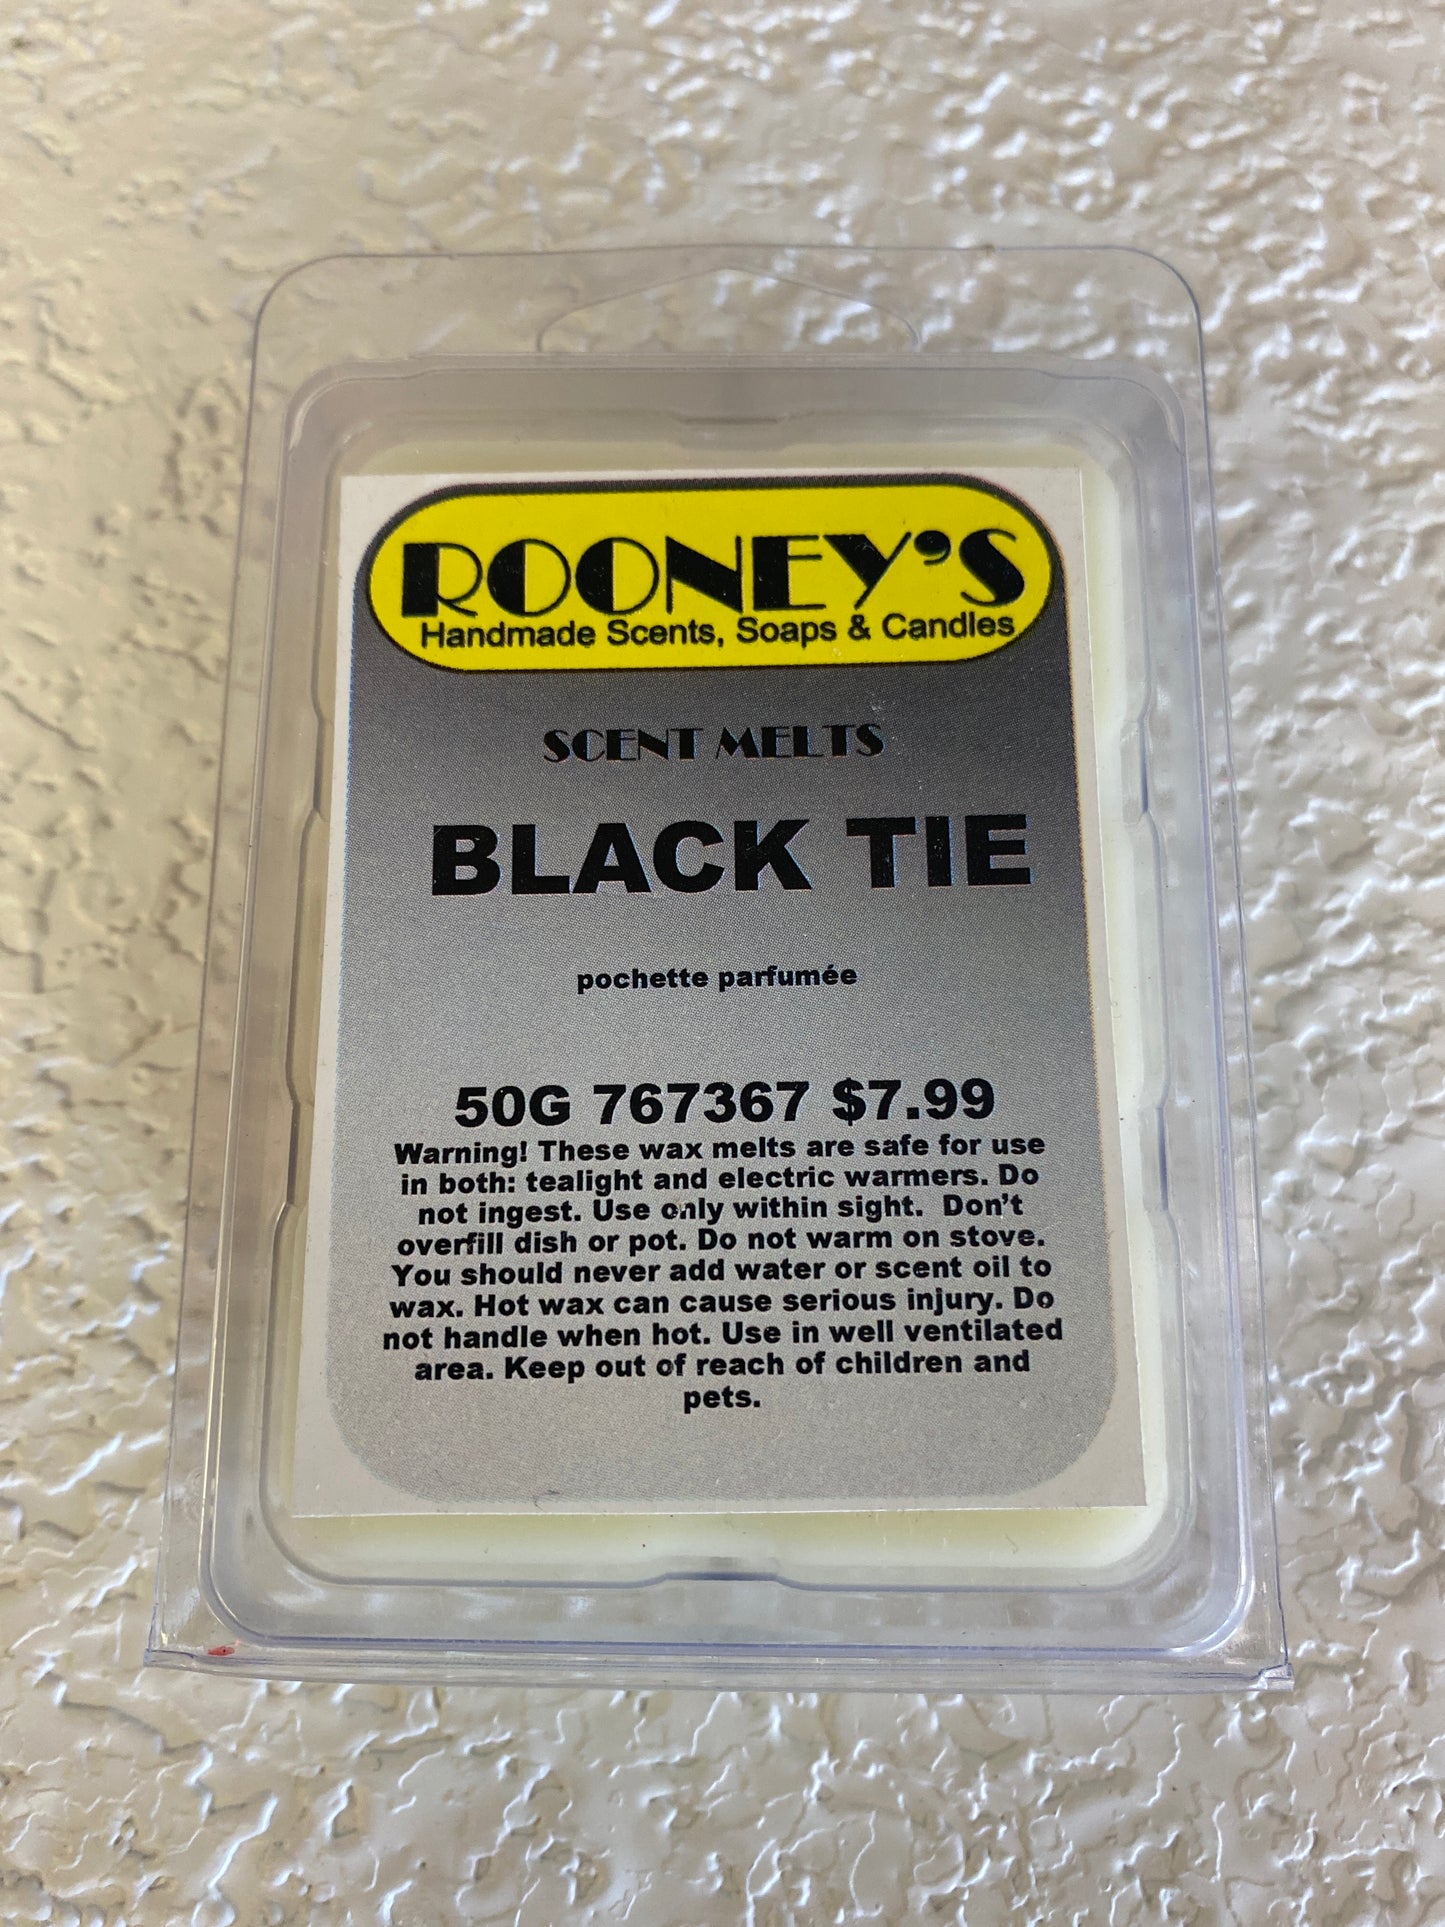 ROONEY'S
Handmade Scents, Soaps & Candles
SCENT MELTS
BLACK TIE
pochette parfumée
50G 767367 $7.99
Warning! These wax melts are safe for use
in both: tealight and electric warmers. Do
not ingest. Use only within sight. Don't
overfill dish or pot. Do not warm on stove.
You should never add water or scent oil to
wax. Hot wax can cause serious injury. Do
not handle when hot. Use in well ventilated
area. Keep out of reach of children and
pets.